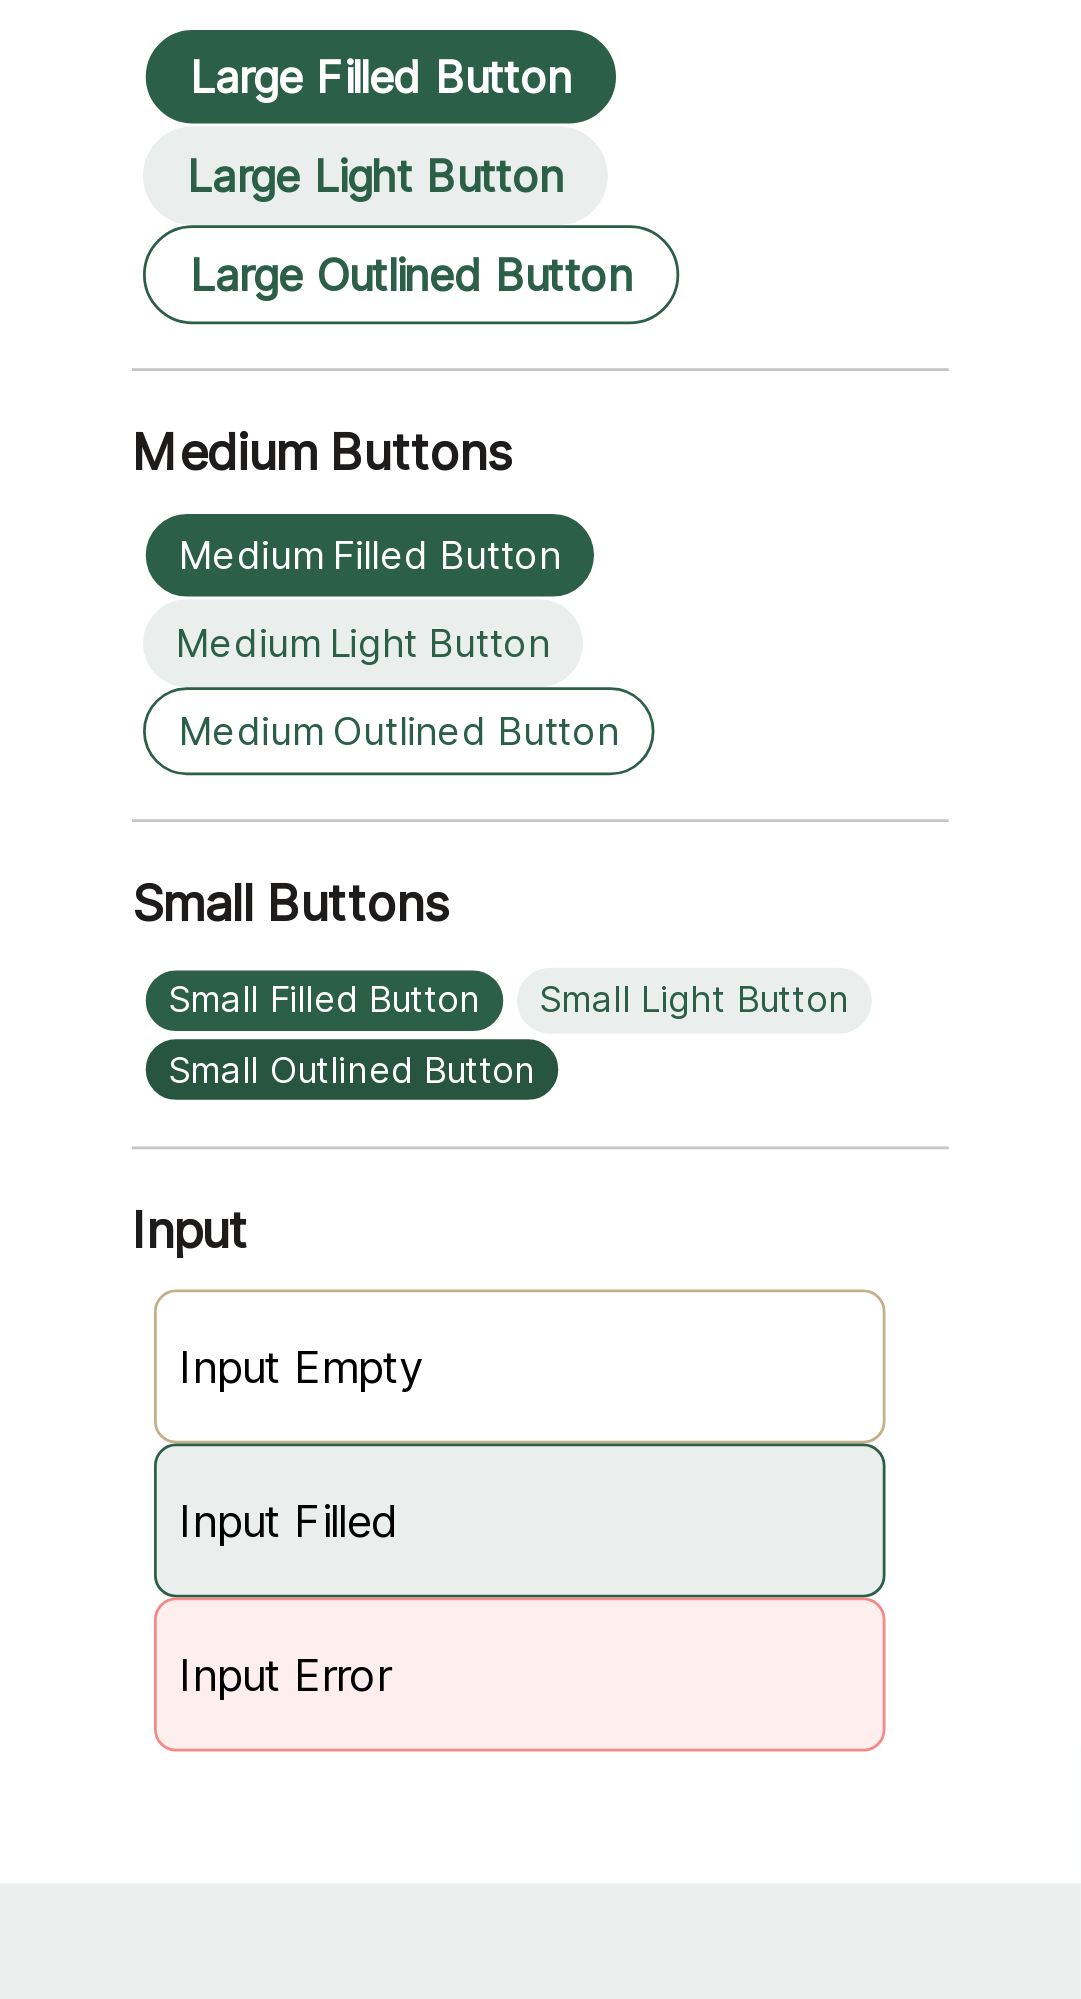 Large Filled Button
Large Light Button
Large Outlined Button
Medium Buttons
Medium Filled Button
Medium Light Button
Medium Outlined Button
Small Buttons
Small Filled Button Small Light Button
Small Outlined Button
Input
Input Empty
Input Filled
Input Error